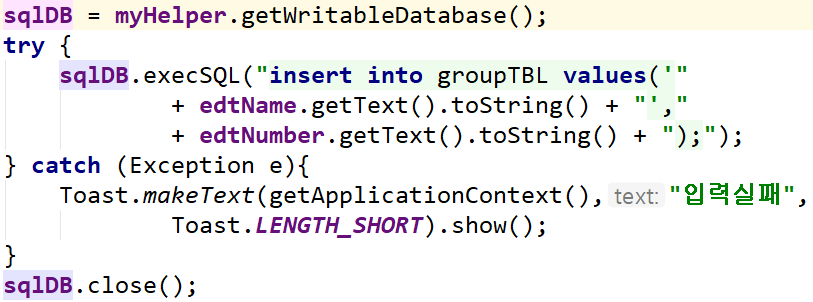 sqlDB = myHelper.getWritableDatabase();
try {
    sqlDB.execSQL("insert into groupTBL values('"
            + edtName.getText().toString() + "',"
            + edtNumber.getText().toString() + ");");
} catch (Exception e){
    Toast.makeText(getApplicationContext(), text: "입력실패",
            Toast.LENGTH_SHORT).show();
}
sqlDB.close();